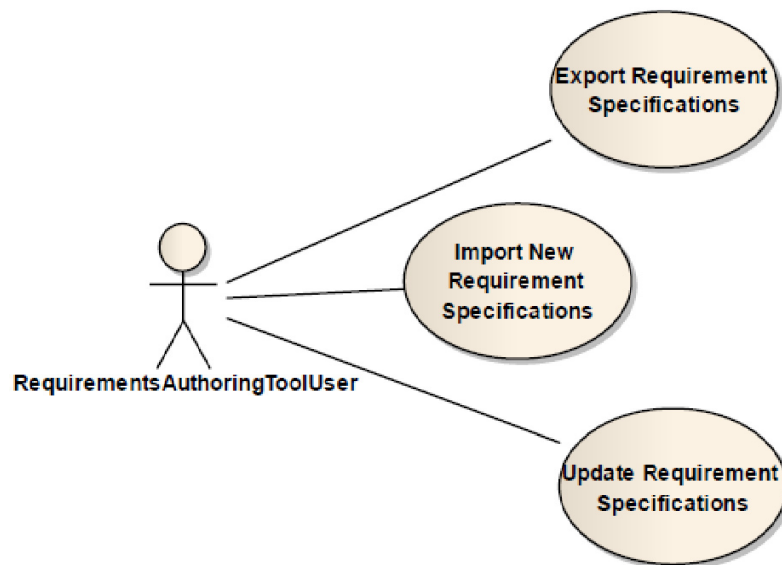 Export Requirement
Specifications
Import New
Requirement
Specifications
RequirementsAuthoringToolUser
Update Requirement
Specifications